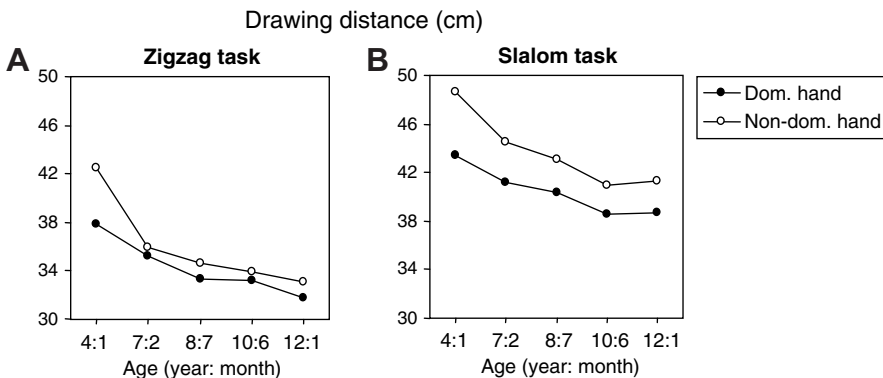 Drawing distance (cm)
A
Zigzag task
50
46
42
38
34
30
4:1 7:2 8:7 10:6 12:1
Age (year: month)
B
Slalom task
50
46
42
38
34
30
4:1 7:2 8:7 10:6 12:1
Age (year: month)
Dom. hand
Non-dom. hand